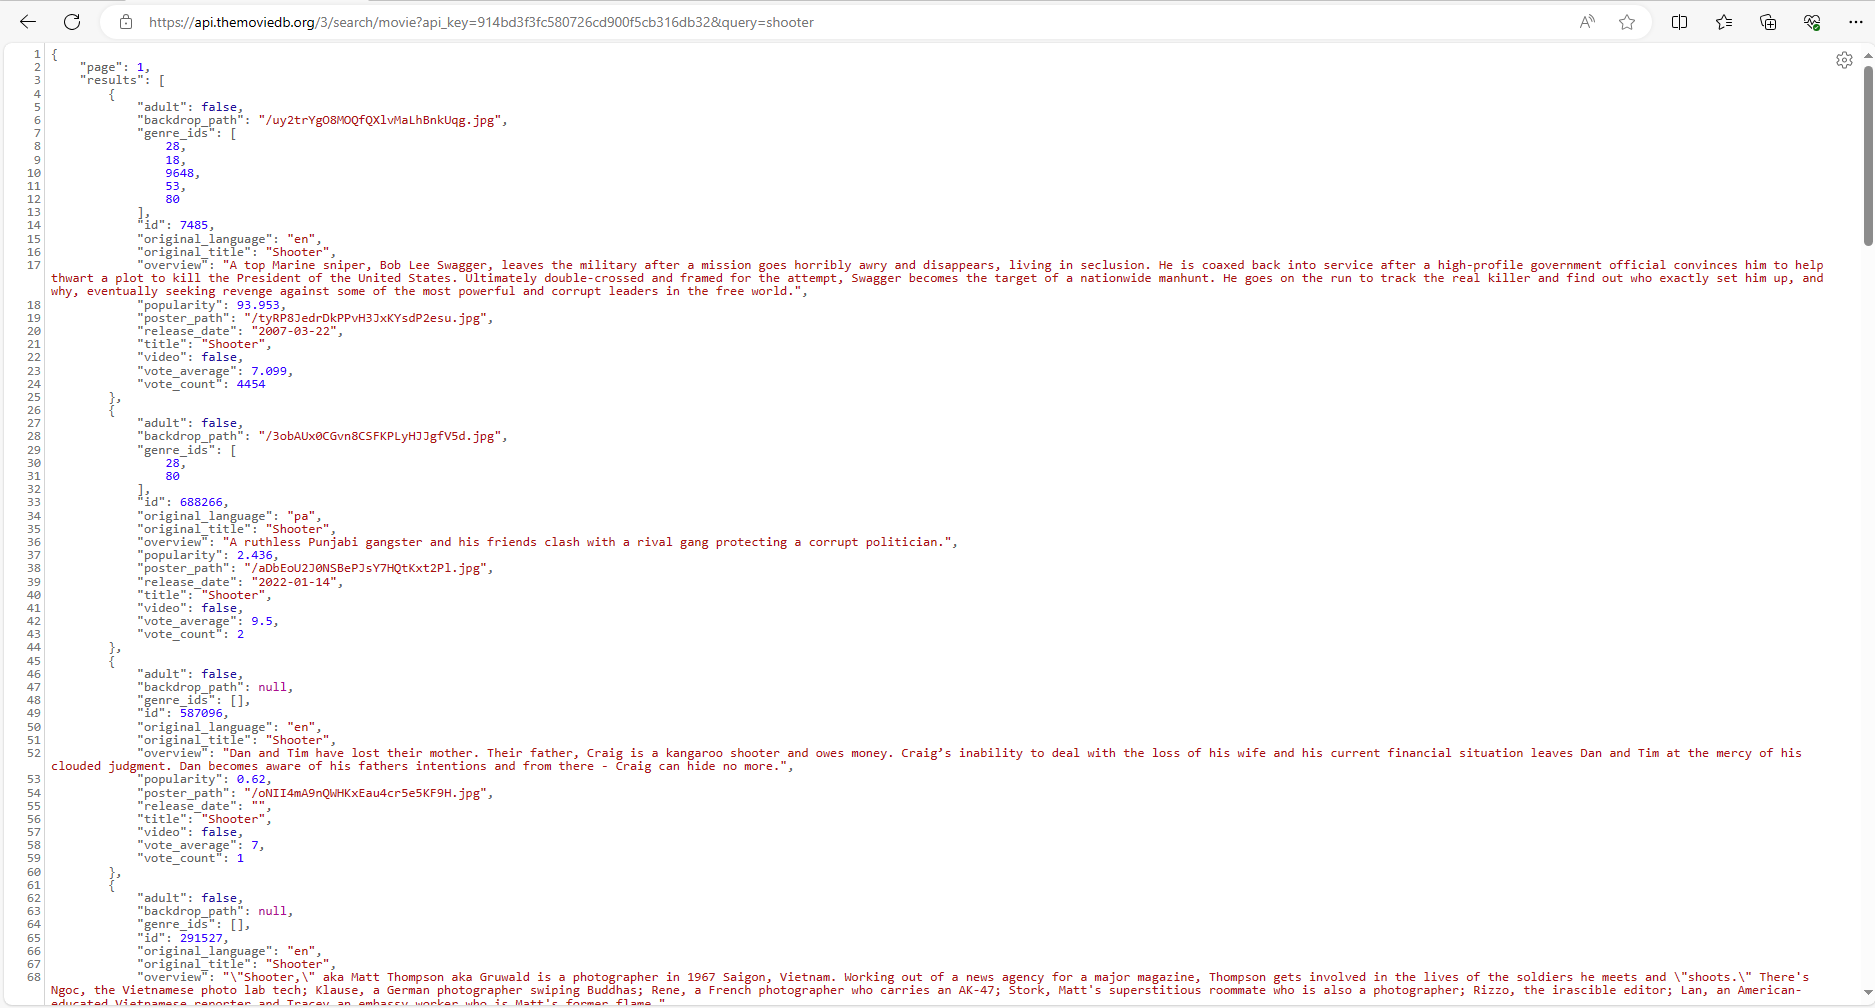 https://api.themoviedb.org/3/search/movie?api_key=914bd3f3fc580726cd900f5cb316db32&query=shooter
1 {
2 "page": 1,
3 "results": [
4 {
5 "adult": false,
6 "backdrop_path": "/uy2trYgO8MOQfQXlvMaLhBnkUqg.jpg",
7 "genre_ids": [
8 28,
9 18,
10 9648,
11 53,
12 80
13 ],
14 "id": 7485,
15 "original_language": "en",
16 "original_title": "Shooter",
17 "overview": "A top Marine sniper, Bob Lee Swagger, leaves the military after a mission goes horribly awry and disappears, living in seclusion. He is coaxed back into service after a high-profile government official convinces him to help
thwart a plot to kill the President of the United States. Ultimately double-crossed and framed for the attempt, Swagger becomes the target of a nationwide manhunt. He goes on the run to track the real killer and find out who exactly set him up, and
why, eventually seeking revenge against some of the most powerful and corrupt leaders in the free world.",
18 "popularity": 93.953,
19 "poster_path": "/tyRP8JedrDkPPvH3JxKYsdP2esu.jpg",
20 "release_date": "2007-03-22",
21 "title": "Shooter",
22 "video": false,
23 "vote_average": 7.099,
24 "vote_count": 4454
25 },
26 {
27 "adult": false,
28 "backdrop_path": "/3obAUx0CGvn8CSFKPLyHJJgfV5d.jpg",
29 "genre_ids": [
30 28,
31 80
32 ],
33 "id": 688266,
34 "original_language": "pa",
35 "original_title": "Shooter",
36 "overview": "A ruthless Punjabi gangster and his friends clash with a rival gang protecting a corrupt politician.",
37 "popularity": 2.436,
38 "poster_path": "/aDbEoU2J0NSBePJsY7HQtKxt2Pl.jpg",
39 "release_date": "2022-01-14",
40 "title": "Shooter",
41 "video": false,
42 "vote_average": 9.5,
43 "vote_count": 2
44 },
45 {
46 "adult": false,
47 "backdrop_path": null,
48 "genre_ids": [],
49 "id": 587096,
50 "original_language": "en",
51 "original_title": "Shooter",
52 "overview": "Dan and Tim have lost their mother. Their father, Craig is a kangaroo shooter and owes money. Craig’s inability to deal with the loss of his wife and his current financial situation leaves Dan and Tim at the mercy of his
clouded judgment. Dan becomes aware of his fathers intentions and from there - Craig can hide no more.",
53 "popularity": 0.62,
54 "poster_path": "/oNII4mA9nQWHKxEau4cr5e5KF9H.jpg",
55 "release_date": "",
56 "title": "Shooter",
57 "video": false,
58 "vote_average": 7,
59 "vote_count": 1
60 },
61 {
62 "adult": false,
63 "backdrop_path": null,
64 "genre_ids": [],
65 "id": 291527,
66 "original_language": "en",
67 "original_title": "Shooter",
68 "overview": "\"Shooter,\" aka Matt Thompson aka Gruwald is a photographer in 1967 Saigon, Vietnam. Working out of a news agency for a major magazine, Thompson gets involved in the lives of the soldiers he meets and \"shoots.\" There's
Ngoc, the Vietnamese photo lab tech; Klause, a German photographer swiping Buddhas; Rene, a French photographer who carries an AK-47; Stork, Matt's superstitious roommate who is also a photographer; Rizzo, the irascible editor; Lan, an American-
educated Vietnamese reporter and Tracey an embassy worker who is Matt's former flame."